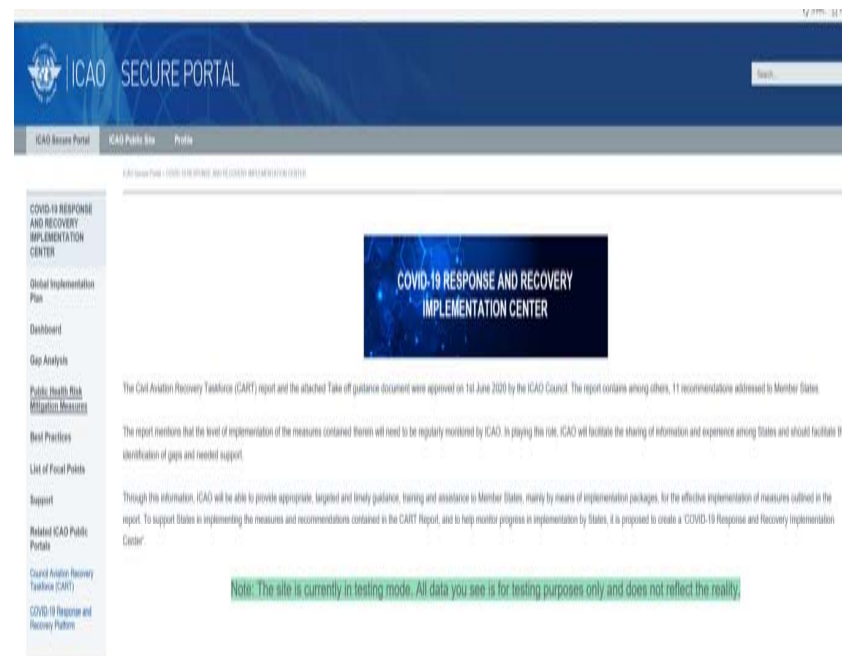 ICAO SECURE PORTAL
Search...
ICAO Secure Portal ICAO Public Site Profile
ICAO Secure Portal > COVID-19 RESPONSE AND RECOVERY IMPLEMENTATION CENTER
COVID-19 RESPONSE
AND RECOVERY
IMPLEMENTATION
CENTER
Global Implementation
Plan
Dashboard
Gap Analysis
Public Health Risk
Mitigation Measures
Best Practices
List of Focal Points
Support
Related ICAO Public
Portals
Council Aviation Recovery
Taskforce (CART)
COVID-19 Response and
Recovery Platform
COVID-19 RESPONSE AND RECOVERY
IMPLEMENTATION CENTER
The Civil Aviation Recovery Taskforce (CART) report and the attached Take off guidance document were approved on 1st June 2020 by the ICAO Council. The report contains among others, 11 recommendations addressed to Member States.
The report mentions that the level of implementation of the measures contained therein will need to be regularly monitored by ICAO. In playing this role, ICAO will facilitate the sharing of information and experience among States and should facilitate
identification of gaps and needed support.
Through this information, ICAO will be able to provide appropriate, targeted and timely guidance, training and assistance to Member States, mainly by means of implementation packages, for the effective implementation of measures outlined in the
report. To support States in implementing the measures and recommendations contained in the CART Report, and to help monitor progress in implementation by States, it is proposed to create a 'COVID-19 Response and Recovery Implementation
Center'.
Note: The site is currently in testing mode. All data you see is for testing purposes only and does not reflect the reality.